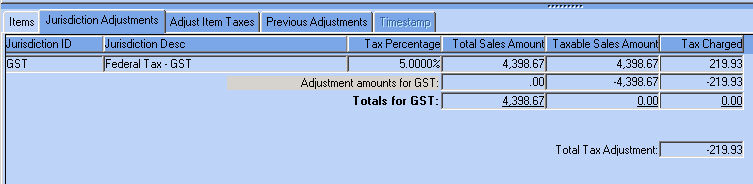 Items Jurisdiction Adjustments Adjust Item Taxes Previous Adjustments Timestamp
Jurisdiction ID Jurisdiction Desc Tax Percentage Total Sales Amount Taxable Sales Amount Tax Charged
GST Federal Tax - GST 5.0000% 4,398.67 4,398.67 219.93
Adjustment amounts for GST: .00 -4,398.67 -219.93
Totals for GST: 4,398.67 0.00 0.00
Total Tax Adjustment: -219.93